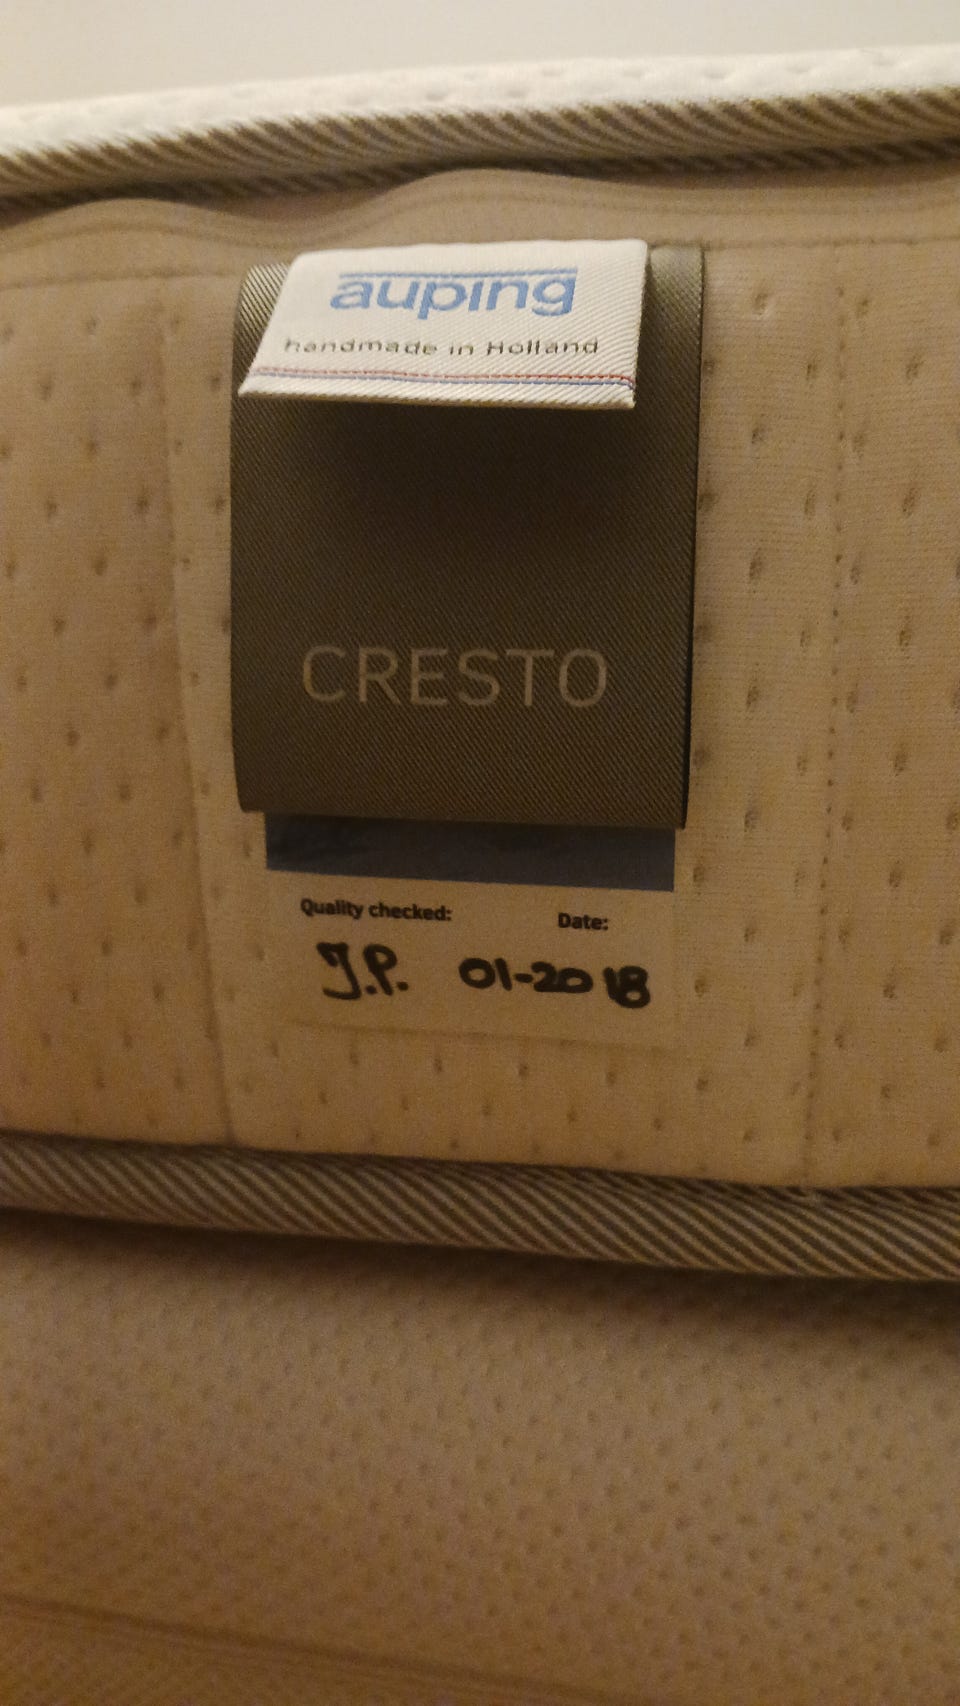 auping
handmade in Holland
CRESTO
Quality checked: Date:
J.P. 01-2018